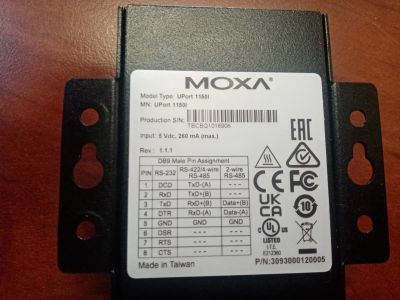 MOXA®
Model Type: UPort 1150I
MN: UPort 1150I
Production S/N:
TBCBG1016906
Input: 5 Vdc, 260 mA (max.)
Rev.: 1.1.1
DB9 Male Pin Assignment
PIN RS-232 RS-422/4-wire RS-485 2-wire RS-485
1 DCD TxD-(A) ---
2 RxD TxD+(B) ---
3 TxD RxD+(B) Data+(B)
4 DTR RxD-(A) Data-(A)
5 GND GND GND
6 DSR --- ---
7 RTS --- ---
8 CTS --- ---
Made in Taiwan
EAC
FC
CE
UK
CA
10
c UL us
LISTED
I.T.E.
E212360
P/N:3093000120005